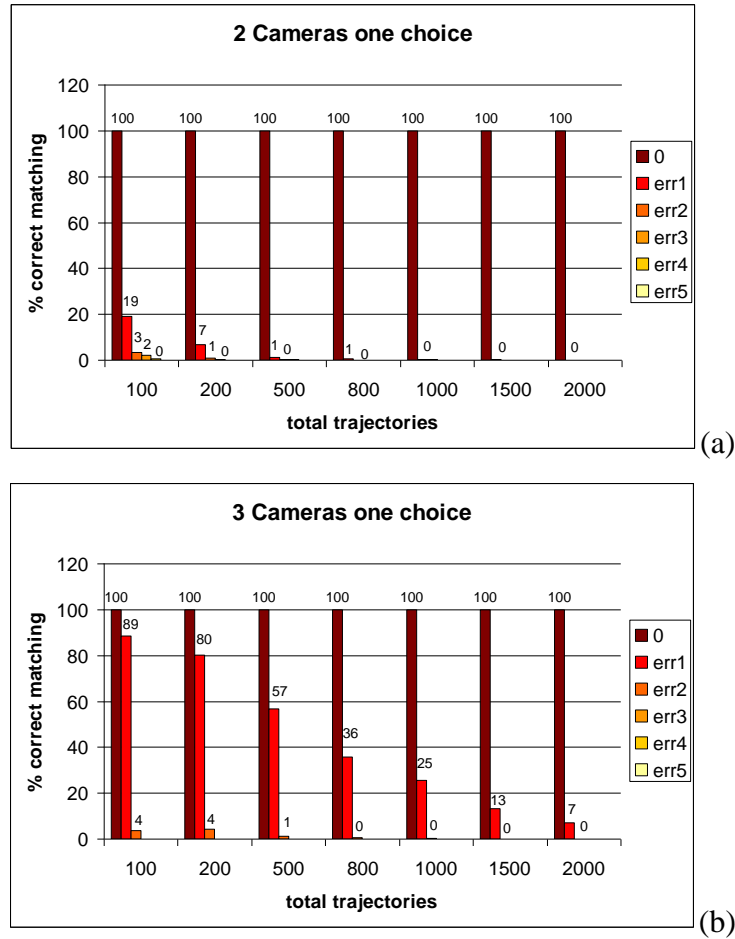 2 Cameras one choice
120
100
80
60
40
20
0
% correct matching
100 100 100 100 100 100 100
19
3
2
0
7
1
0
1
0
1
0
0
0
0
0
err1
err2
err3
err4
err5
100 200 500 800 1000 1500 2000
total trajectories
(a)
3 Cameras one choice
120
100
80
60
40
20
0
% correct matching
100 100 100 100 100 100 100
89
4
80
4
57
1
36
0
25
0
13
0
7
0
0
err1
err2
err3
err4
err5
100 200 500 800 1000 1500 2000
total trajectories
(b)